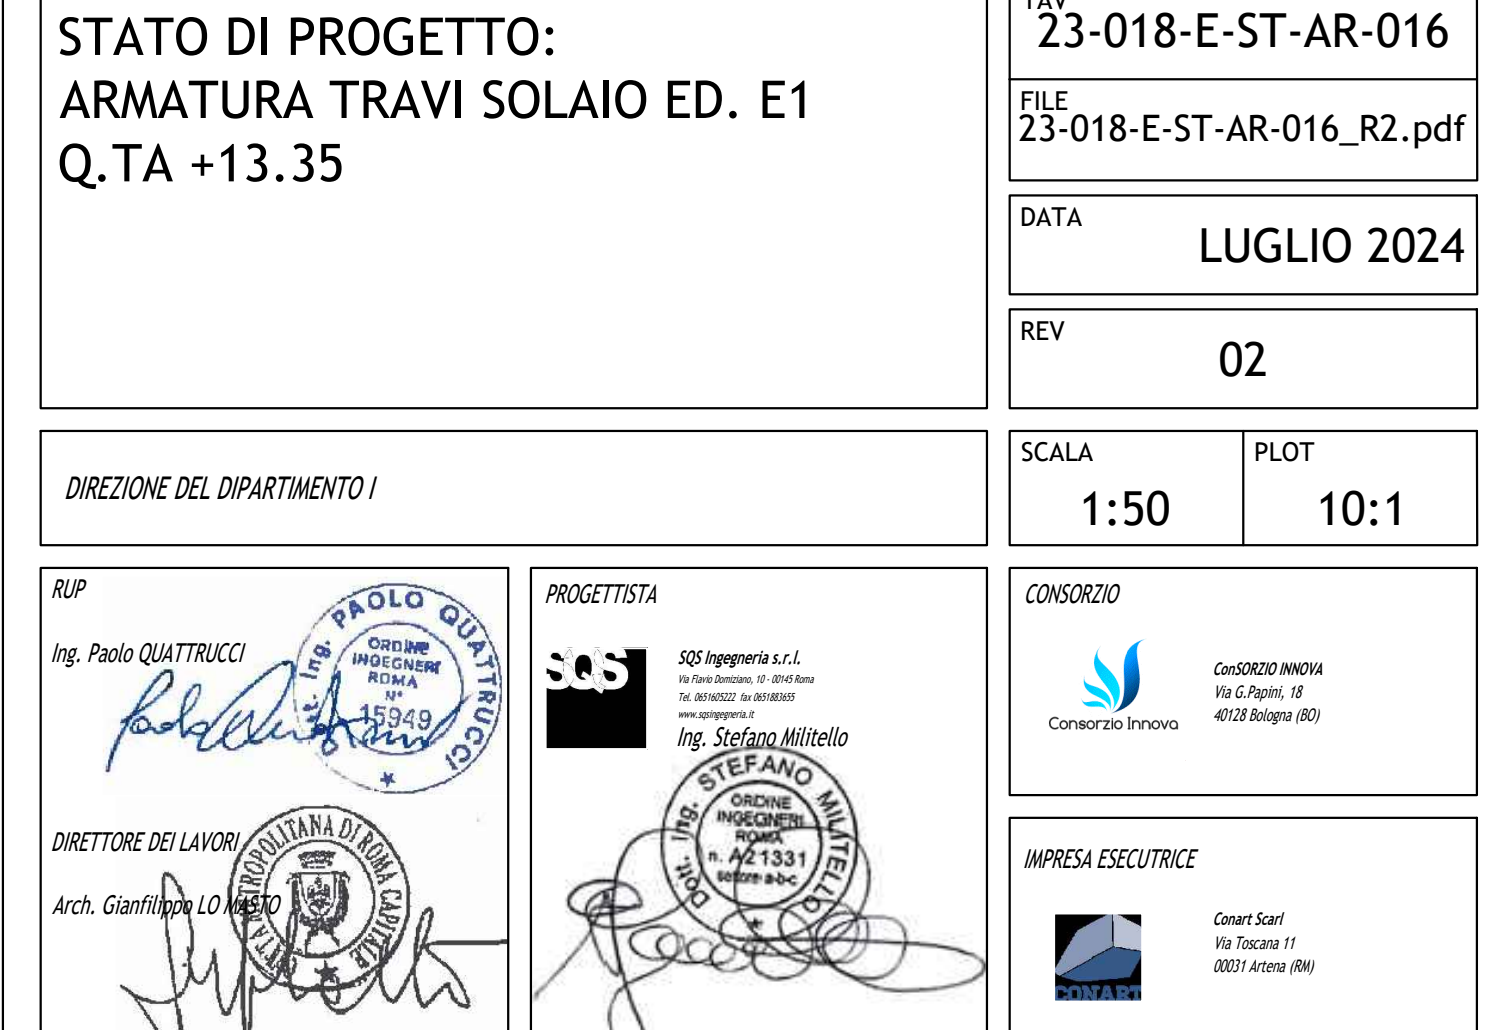 STATO DI PROGETTO:
ARMATURA TRAVI SOLAIO ED. E1
Q.TA +13.35
TAV
23-018-E-ST-AR-016
FILE
23-018-E-ST-AR-016_R2.pdf
DATA
LUGLIO 2024
REV
02
DIREZIONE DEL DIPARTIMENTO I
SCALA
1:50
PLOT
10:1
RUP
Ing. Paolo QUATTRUCCI
Ing. PAOLO QUATTRUCCI
ORDINE
INGEGNERI
ROMA
N°
15949
DIRETTORE DEI LAVORI
Arch. Gianfilippo LO MASTO
METROPOLITANA DI ROMA CAPITALE
PROGETTISTA
SQS
SQS Ingegneria s.r.l.
Via Flavio Domiziano, 10 - 00145 Roma
Tel. 0651605222 fax 0651883655
www.sqsingegneria.it
Ing. Stefano Militello
Dott. Ing. STEFANO MILITELLO
ORDINE
INGEGNERI
ROMA
n. A21331
settore a-b-c
CONSORZIO
Consorzio Innova
ConSORZIO INNOVA
Via G.Papini, 18
40128 Bologna (BO)
IMPRESA ESECUTRICE
CONART
Conart Scarl
Via Toscana 11
00031 Artena (RM)